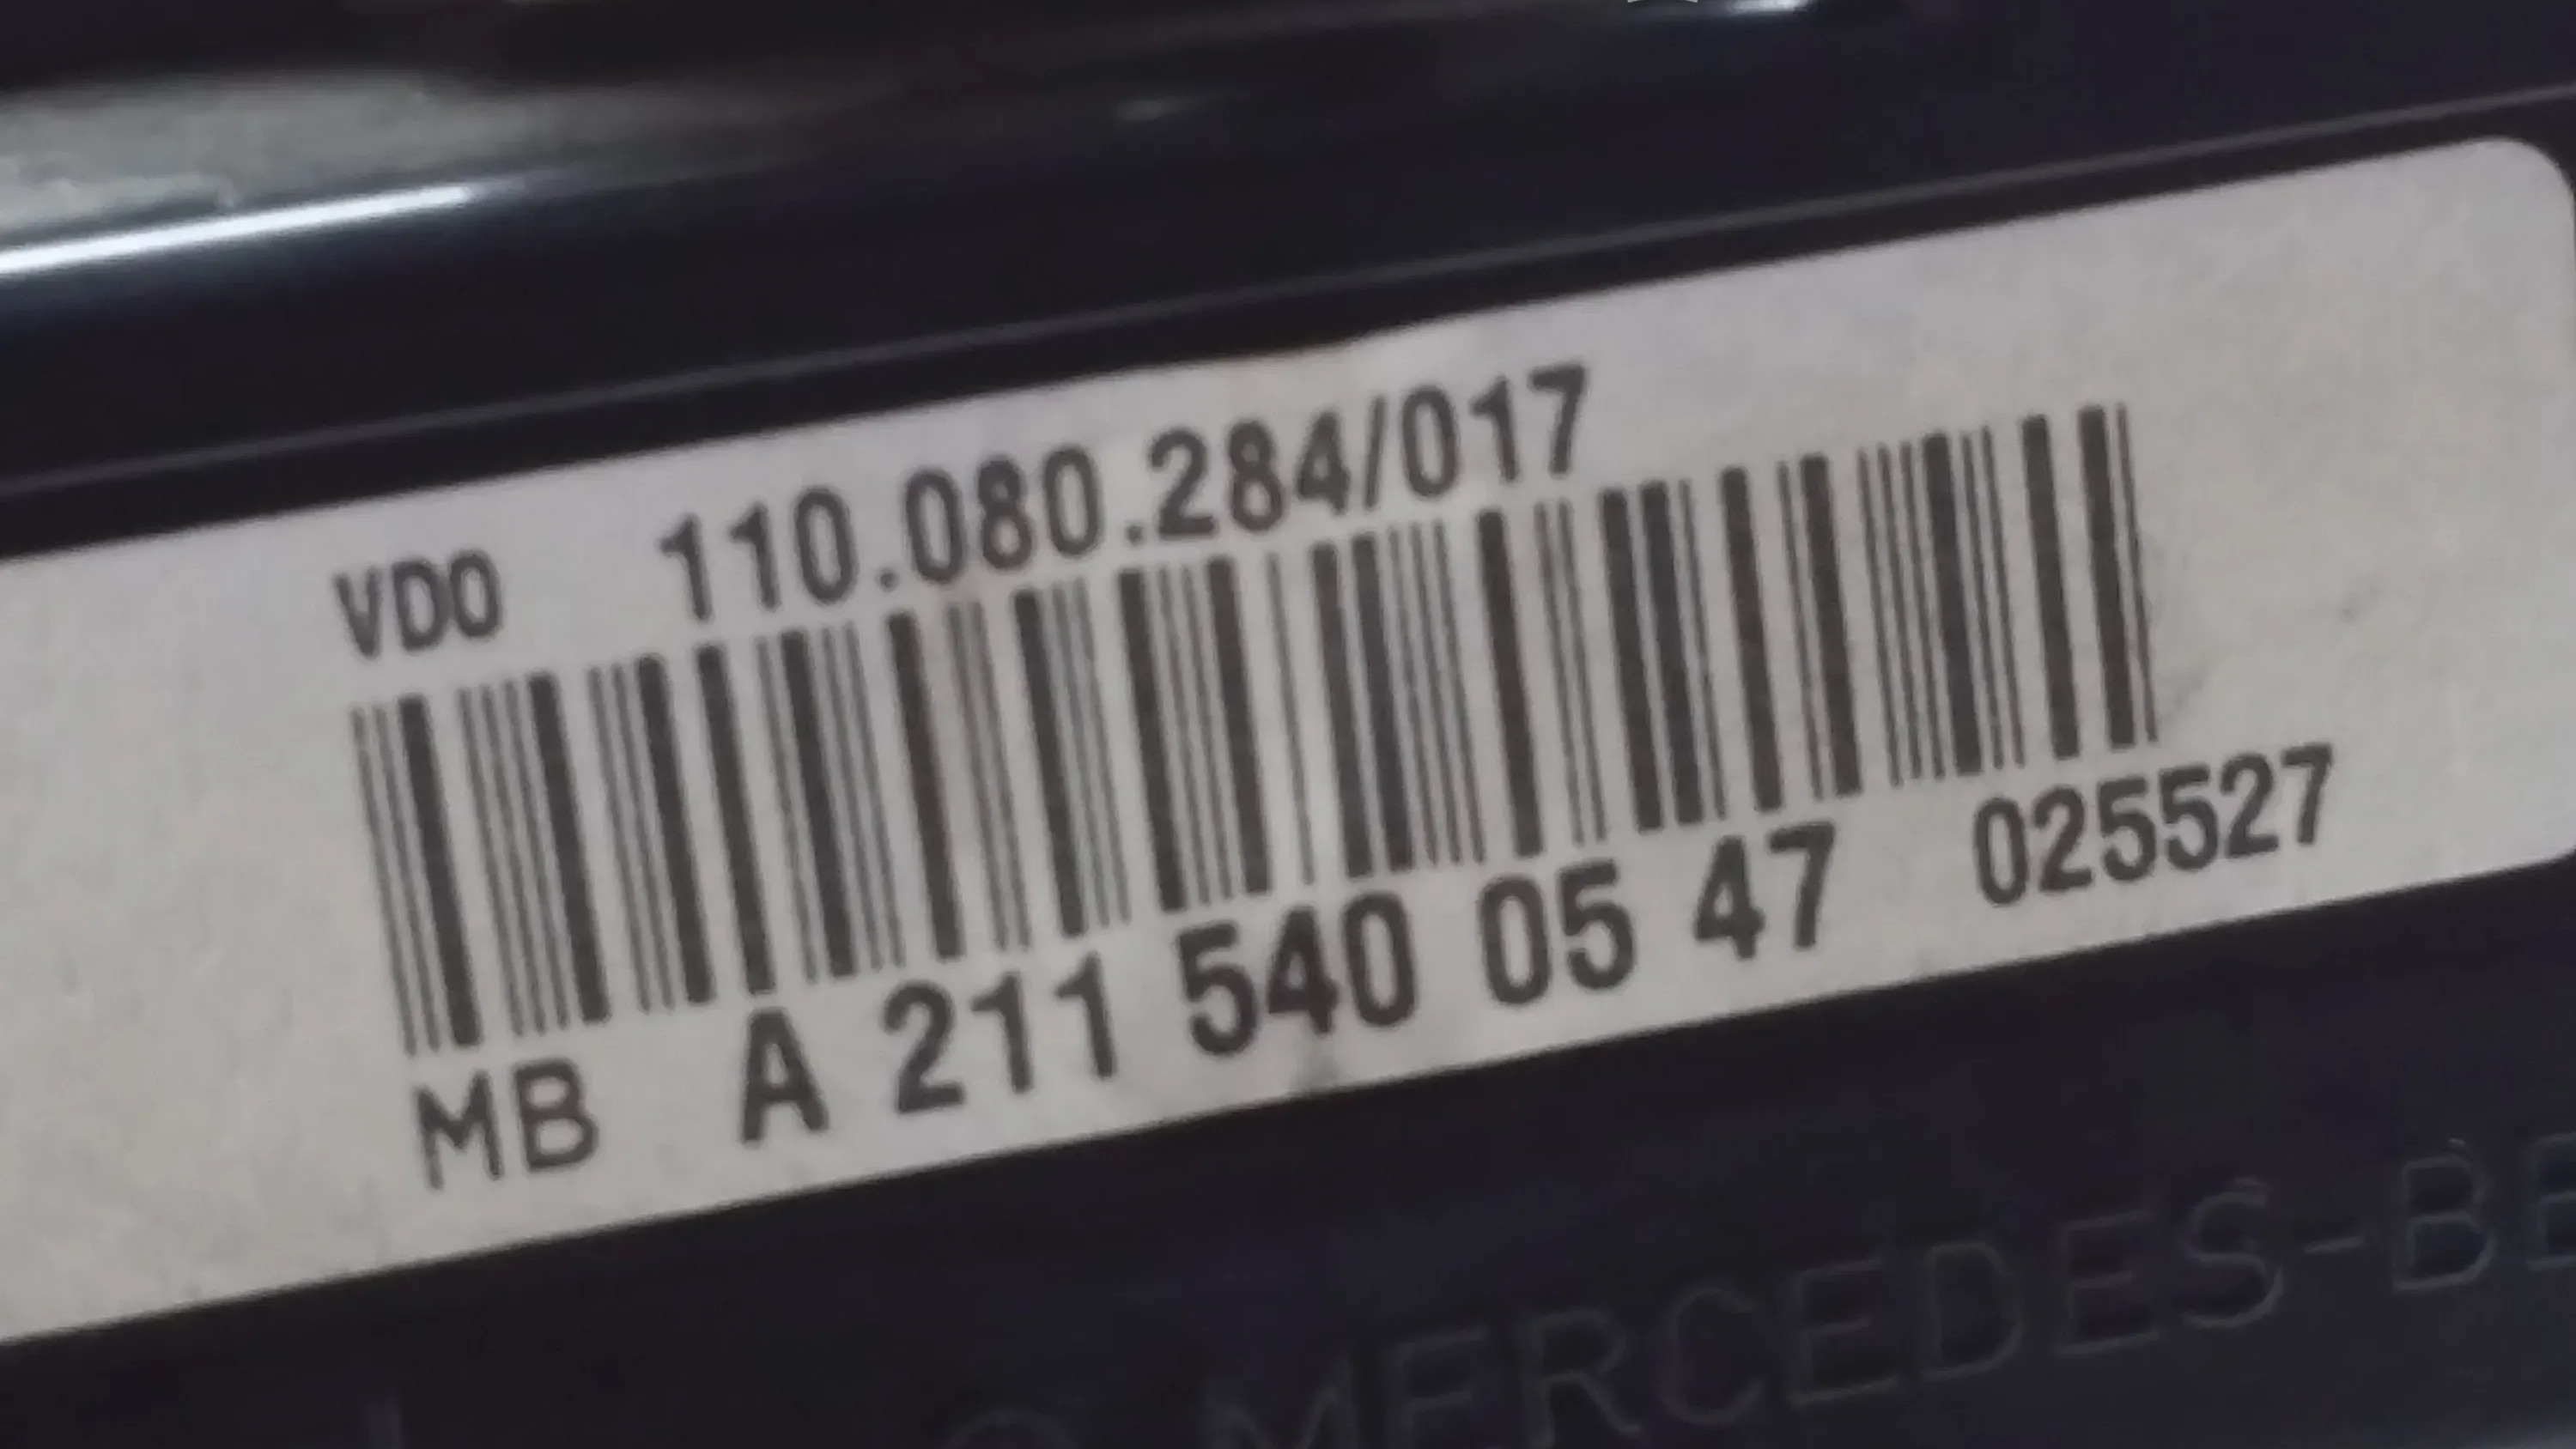 VDO 110.080.284/017
MB A 211 540 05 47 025527
MERCEDES-BE